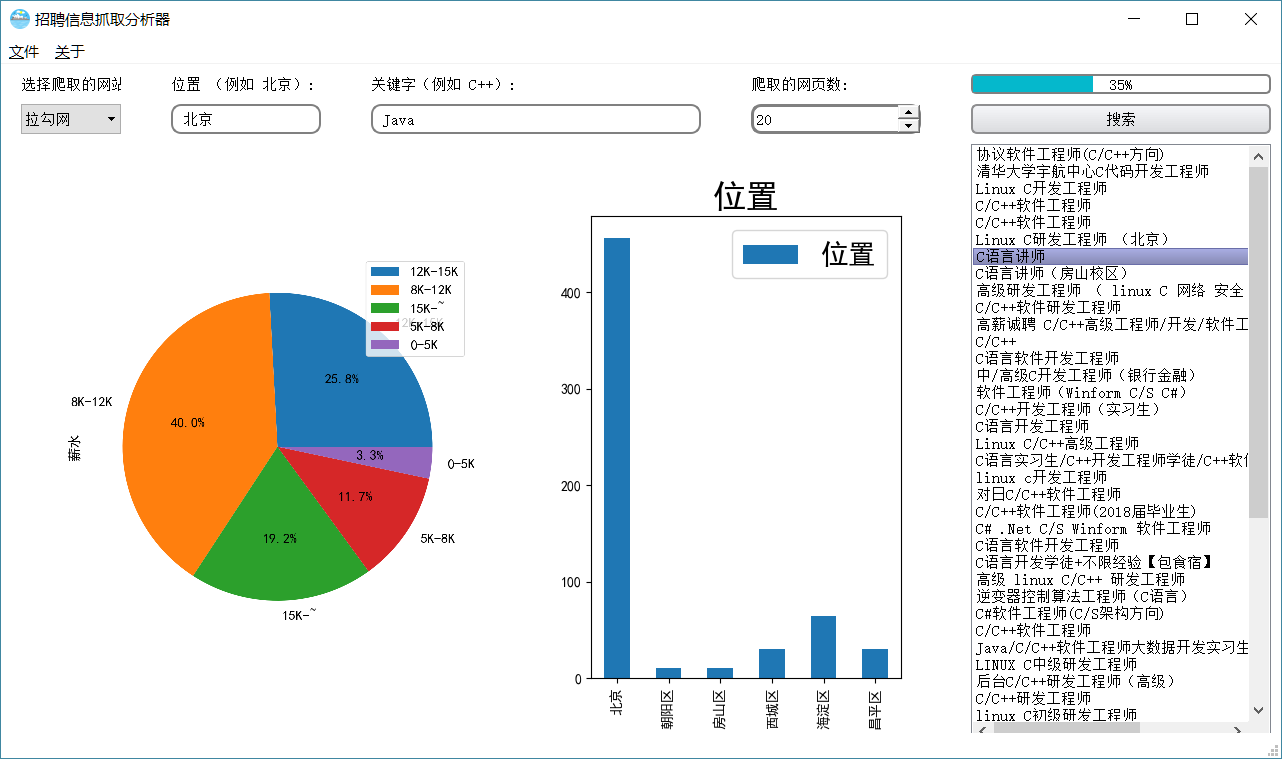 招聘信息抓取分析器
文件 关于
选择爬取的网站
位置 （例如 北京）：
关键字（例如 C++）：
爬取的网页数：
35%
拉勾网
北京
Java
20
搜索
12K-15K
8K-12K
15K-~
5K-8K
0-5K
25.8%
8K-12K
40.0%
薪水
3.3%
0-5K
11.7%
5K-8K
19.2%
15K-~
位置
位置
400
300
200
100
0
北京
朝阳区
房山区
西城区
海淀区
昌平区
协议软件工程师(C/C++方向)
清华大学宇航中心C代码开发工程师
Linux C开发工程师
C/C++软件工程师
C/C++软件工程师
Linux C研发工程师 （北京）
C语言讲师
C语言讲师（房山校区）
高级研发工程师 （ linux C 网络 安全
C/C++软件研发工程师
高薪诚聘 C/C++高级工程师/开发/软件工
C/C++
C语言软件开发工程师
中/高级C开发工程师（银行金融）
软件工程师（Winform C/S C#）
C/C++开发工程师（实习生）
C语言开发工程师
Linux C/C++高级工程师
C语言实习生/C++开发工程师学徒/C++软件
linux c开发工程师
对日C/C++软件工程师
C/C++软件工程师(2018届毕业生)
C# .Net C/S Winform 软件工程师
C语言软件开发工程师
C语言开发学徒+不限经验【包食宿】
高级 linux C/C++ 研发工程师
逆变器控制算法工程师（C语言）
C#软件工程师(C/S架构方向)
C/C++软件工程师
Java/C/C++软件工程师大数据开发实习生
LINUX C中级研发工程师
后台C/C++研发工程师（高级）
C/C++研发工程师
linux C初级研发工程师